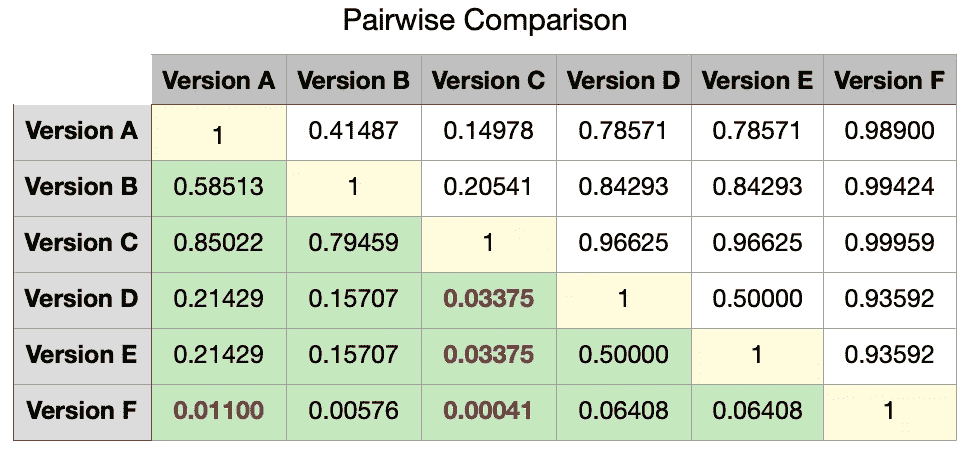 Pairwise Comparison
Version A Version B Version C Version D Version E Version F
Version A 1 0.41487 0.14978 0.78571 0.78571 0.98900
Version B 0.58513 1 0.20541 0.84293 0.84293 0.99424
Version C 0.85022 0.79459 1 0.96625 0.96625 0.99959
Version D 0.21429 0.15707 0.03375 1 0.50000 0.93592
Version E 0.21429 0.15707 0.03375 0.50000 1 0.93592
Version F 0.01100 0.00576 0.00041 0.06408 0.06408 1